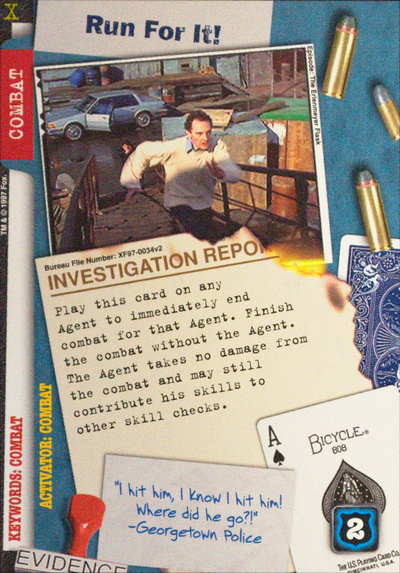 X
Run For It!
COMBAT
Episode: The Erlenmeyer Flask
TM & © 1997 Fox.
Bureau File Number: XF97-0034v2
INVESTIGATION REPO
Play this card on any
Agent to immediately end
combat for that Agent. Finish
the combat without the Agent.
The Agent takes no damage from
the combat and may still
contribute his skills to
other skill checks.
KEYWORDS: COMBAT
ACTIVATOR: COMBAT
A
BICYCLE®
808
"I hit him, I know I hit him!
Where did he go?!"
-Georgetown Police
2
THE U.S. PLAYING CARD CO.
CINCINNATI, U.S.A.
EVIDENCE